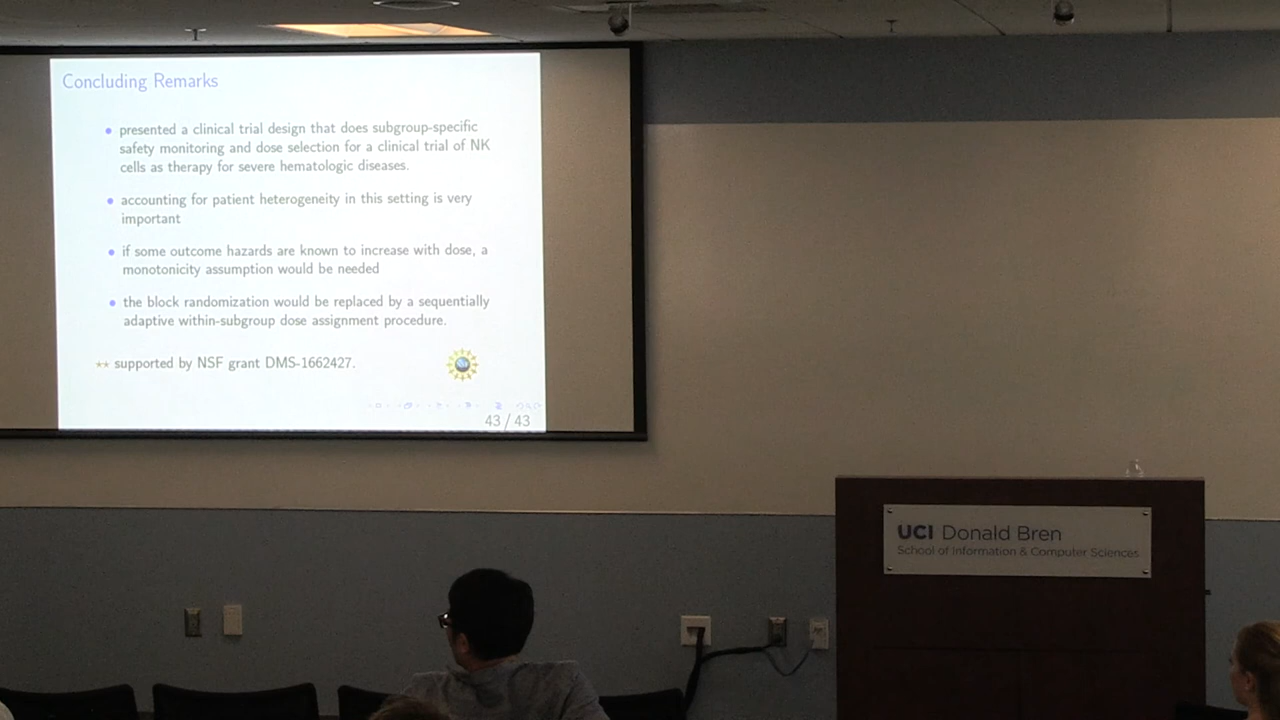 Concluding Remarks
• presented a clinical trial design that does subgroup-specific
safety monitoring and dose selection for a clinical trial of NK
cells as therapy for severe hematologic diseases.
• accounting for patient heterogeneity in this setting is very
important
• if some outcome hazards are known to increase with dose, a
monotonicity assumption would be needed
• the block randomization would be replaced by a sequentially
adaptive within-subgroup dose assignment procedure.
⋆⋆ supported by NSF grant DMS-1662427.
43 / 43
UCI Donald Bren
School of Information & Computer Sciences